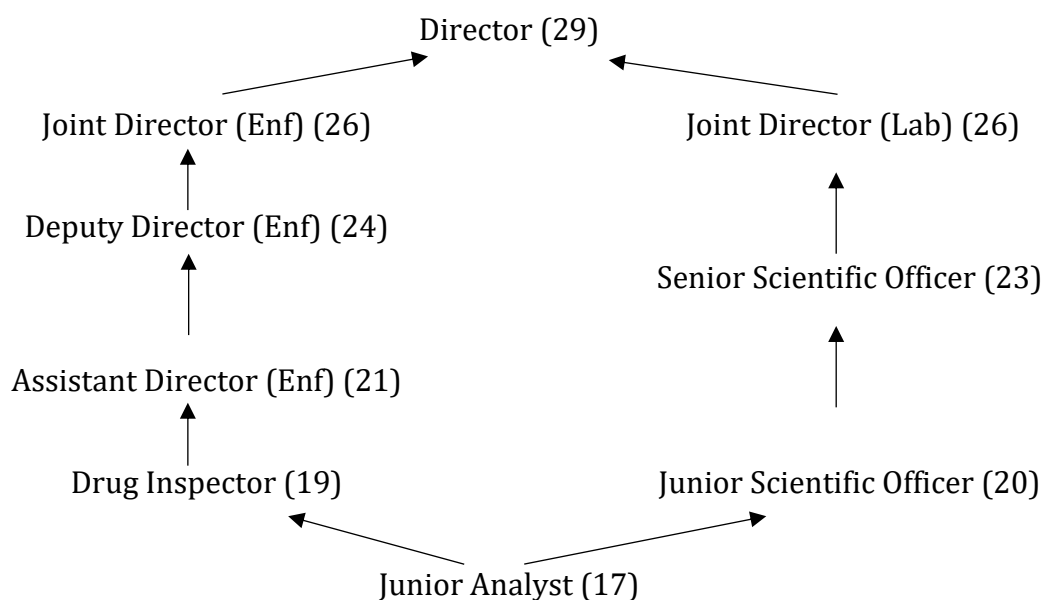 Director (29)
Joint Director (Enf) (26)
Joint Director (Lab) (26)
Deputy Director (Enf) (24)
Senior Scientific Officer (23)
Assistant Director (Enf) (21)
Drug Inspector (19)
Junior Scientific Officer (20)
Junior Analyst (17)